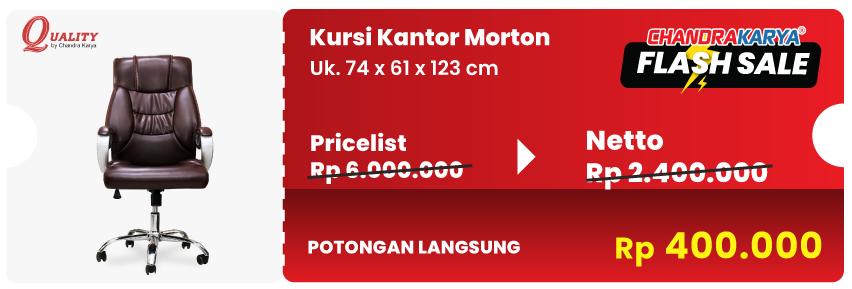 QUALITY
by Chandra Karya
Kursi Kantor Morton
Uk. 74 x 61 x 123 cm
CHANDRAKARYA®
FLASH SALE
Pricelist
Rp 6.000.000
Netto
Rp 2.400.000
POTONGAN LANGSUNG
Rp 400.000